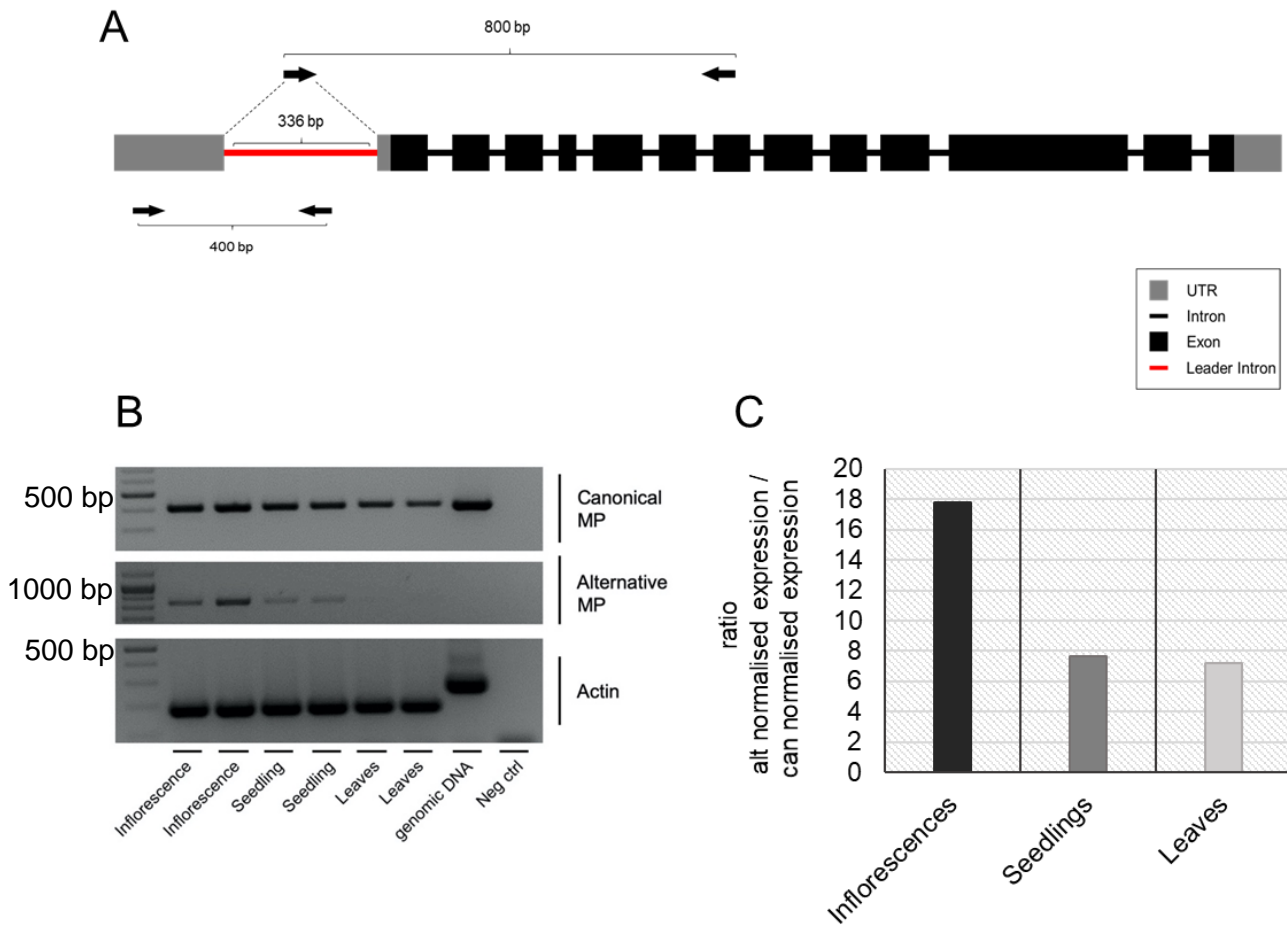 A
800 bp
336 bp
400 bp
UTR
Intron
Exon
Leader Intron
B
500 bp
Canonical
MP
1000 bp
Alternative
MP
500 bp
Actin
Inflorescence
Inflorescence
Seedling
Seedling
Leaves
Leaves
genomic DNA
Neg ctrl
C
ratio
alt normalised expression /
can normalised expression
20
18
16
14
12
10
8
6
4
2
0
Inflorescences
Seedlings
Leaves